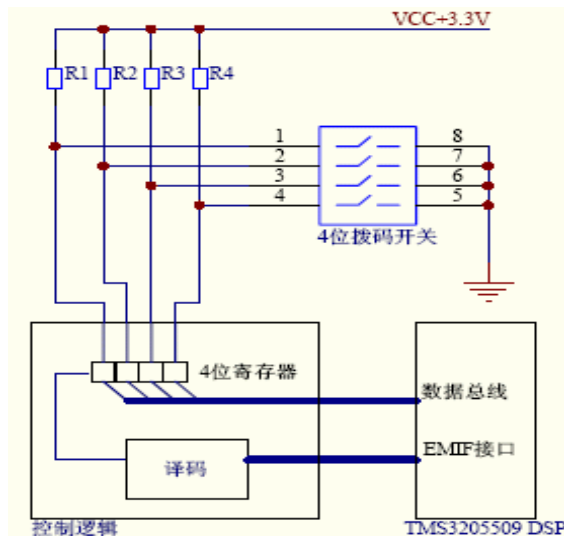 VCC+3.3V
R1 R2 R3 R4
1 8
2 7
3 6
4 5
4位拨码开关
4位寄存器
数据总线
EMIF接口
译码
控制逻辑
TMS3205509 DSP